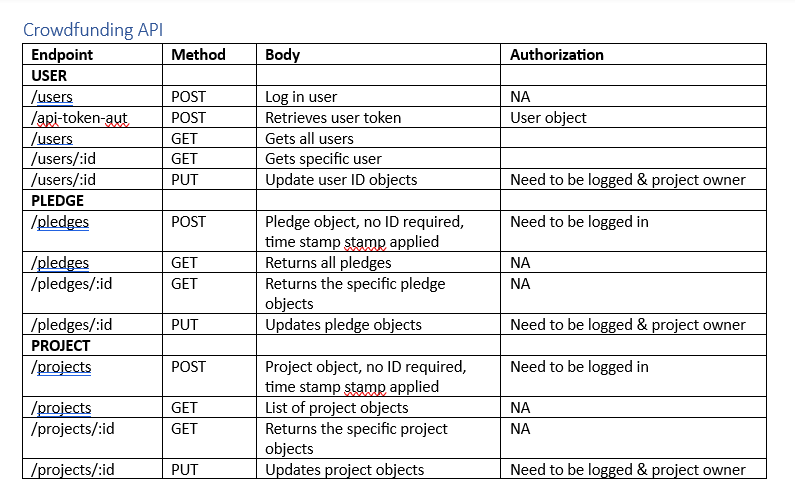 Crowdfunding API
Endpoint Method Body Authorization
USER
/users POST Log in user NA
/api-token-aut POST Retrieves user token User object
/users GET Gets all users
/users/:id GET Gets specific user
/users/:id PUT Update user ID objects Need to be logged & project owner
PLEDGE
/pledges POST Pledge object, no ID required, Need to be logged in
time stamp stamp applied
/pledges GET Returns all pledges NA
/pledges/:id GET Returns the specific pledge NA
objects
/pledges/:id PUT Updates pledge objects Need to be logged & project owner
PROJECT
/projects POST Project object, no ID required, Need to be logged in
time stamp stamp applied
/projects GET List of project objects NA
/projects/:id GET Returns the specific project NA
objects
/projects/:id PUT Updates project objects Need to be logged & project owner